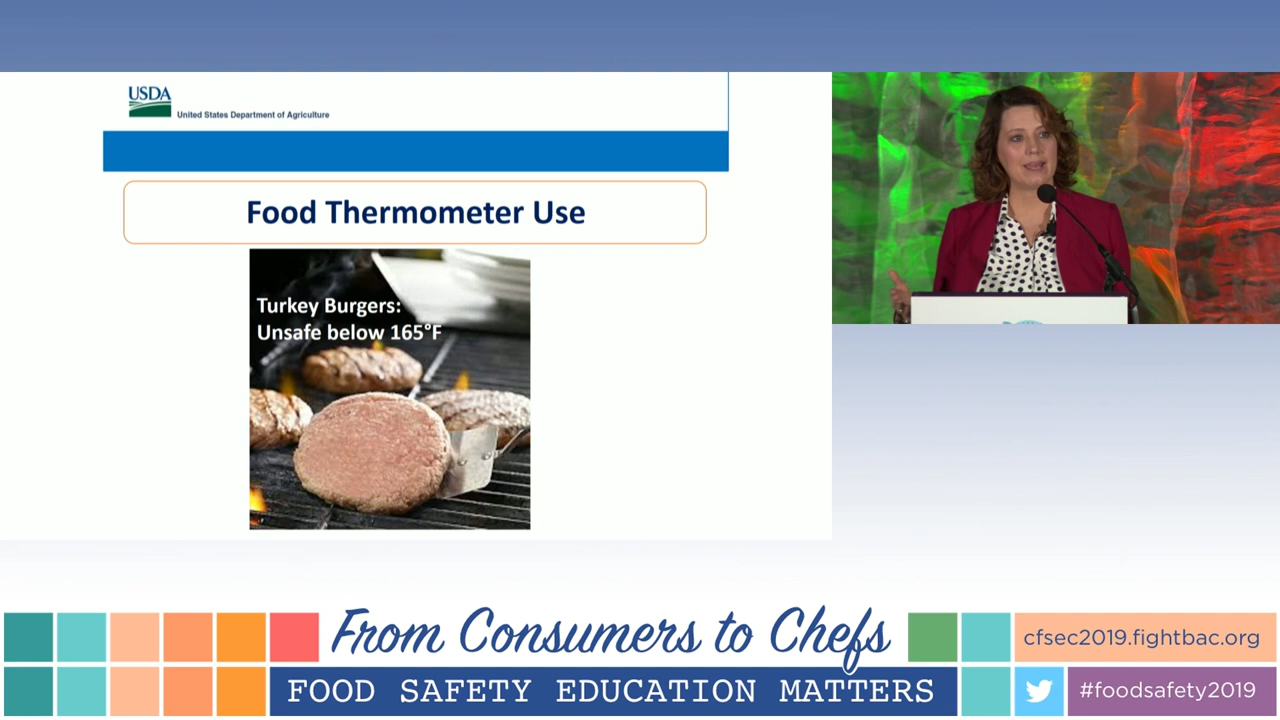 USDA
United States Department of Agriculture
Food Thermometer Use
Turkey Burgers:
Unsafe below 165°F
From Consumers to Chefs
FOOD SAFETY EDUCATION MATTERS
cfsec2019.fightbac.org
#foodsafety2019